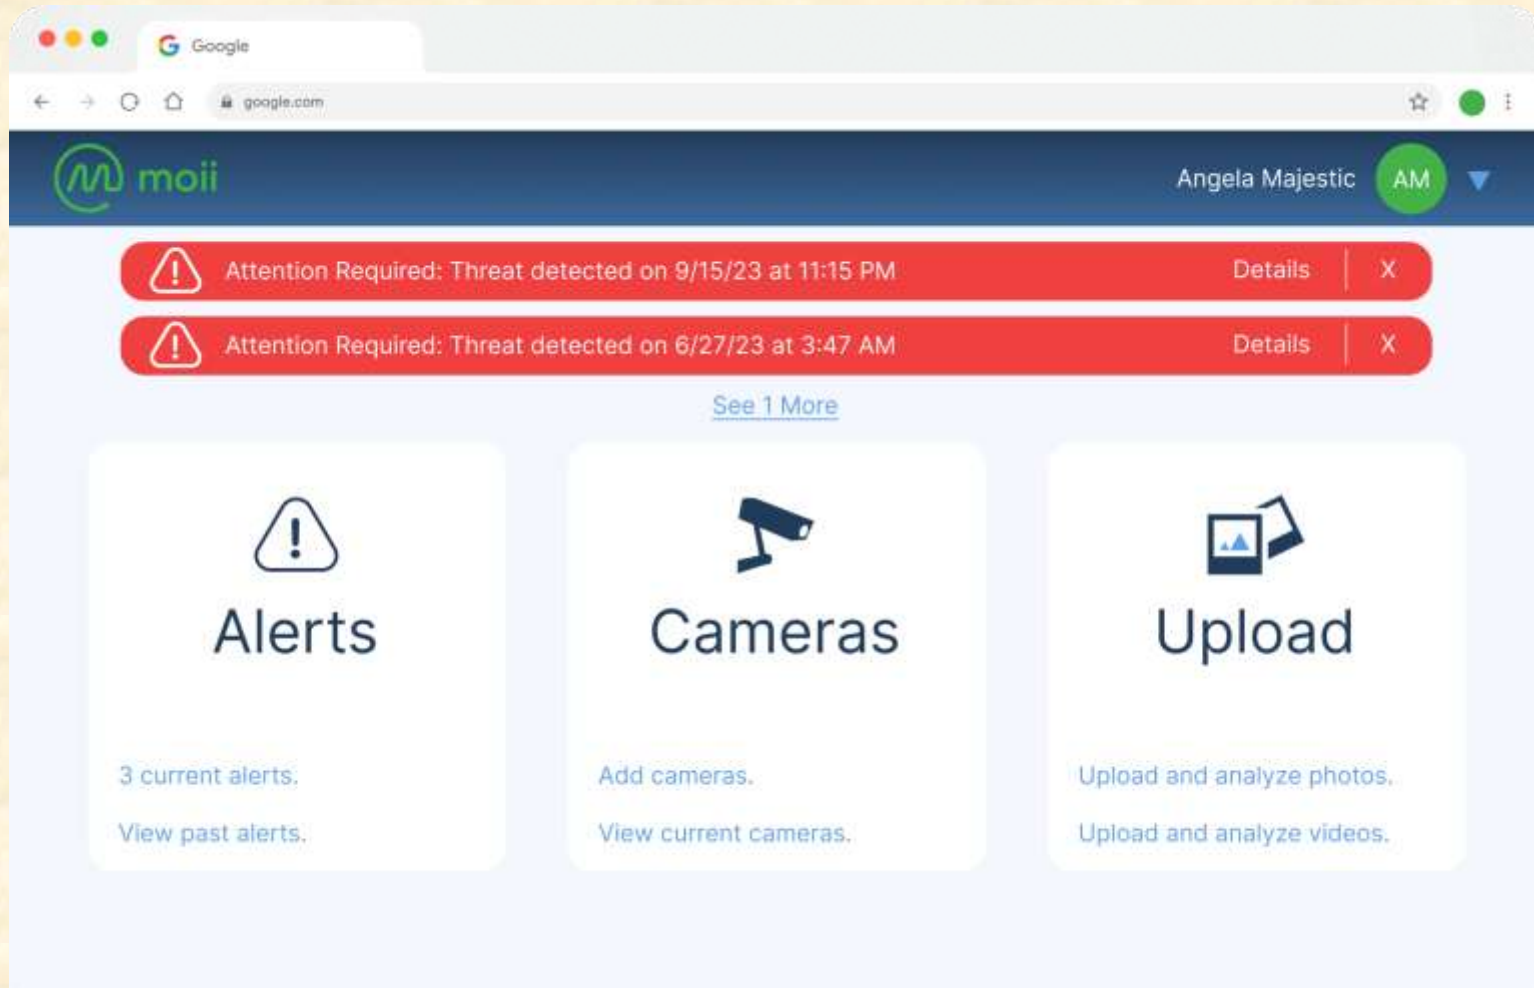 Google
google.com
moii
Angela Majestic AM
Attention Required: Threat detected on 9/15/23 at 11:15 PM Details X
Attention Required: Threat detected on 6/27/23 at 3:47 AM Details X
See 1 More
Alerts
3 current alerts.
View past alerts.
Cameras
Add cameras.
View current cameras.
Upload
Upload and analyze photos.
Upload and analyze videos.